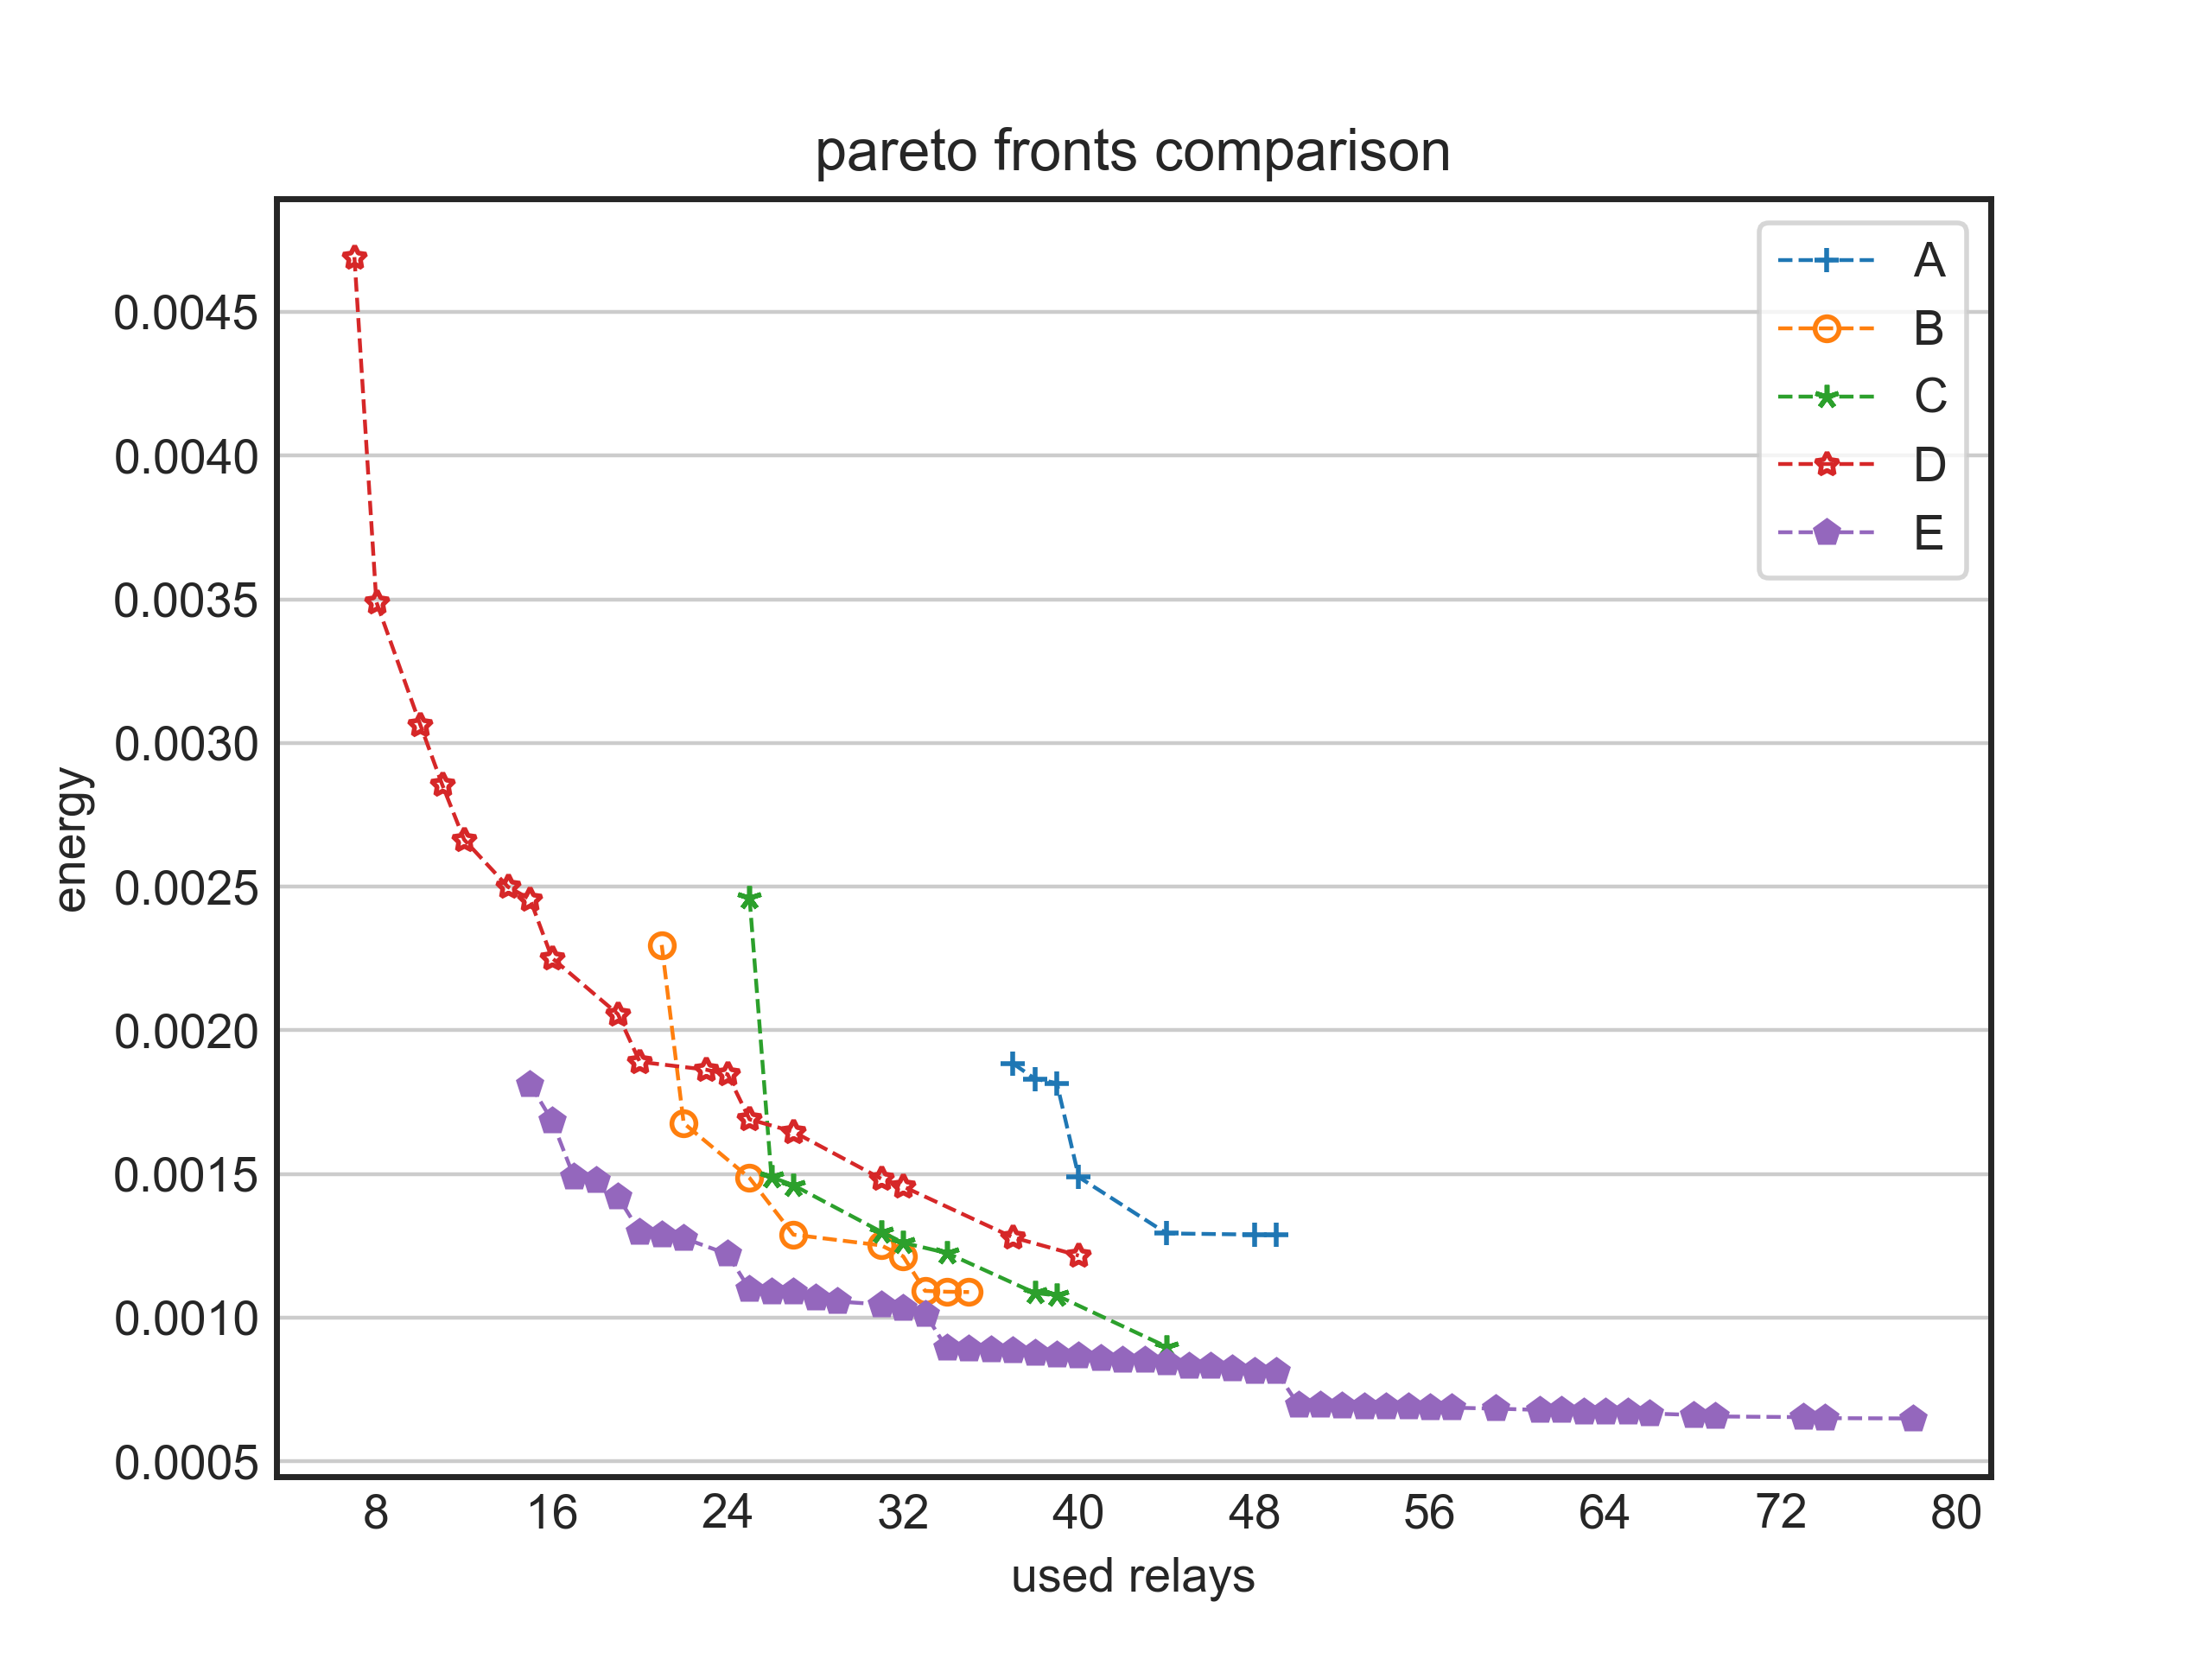 pareto fronts comparison
A
B
C
D
E
energy
0.0045
0.0040
0.0035
0.0030
0.0025
0.0020
0.0015
0.0010
0.0005
8 16 24 32 40 48 56 64 72 80
used relays